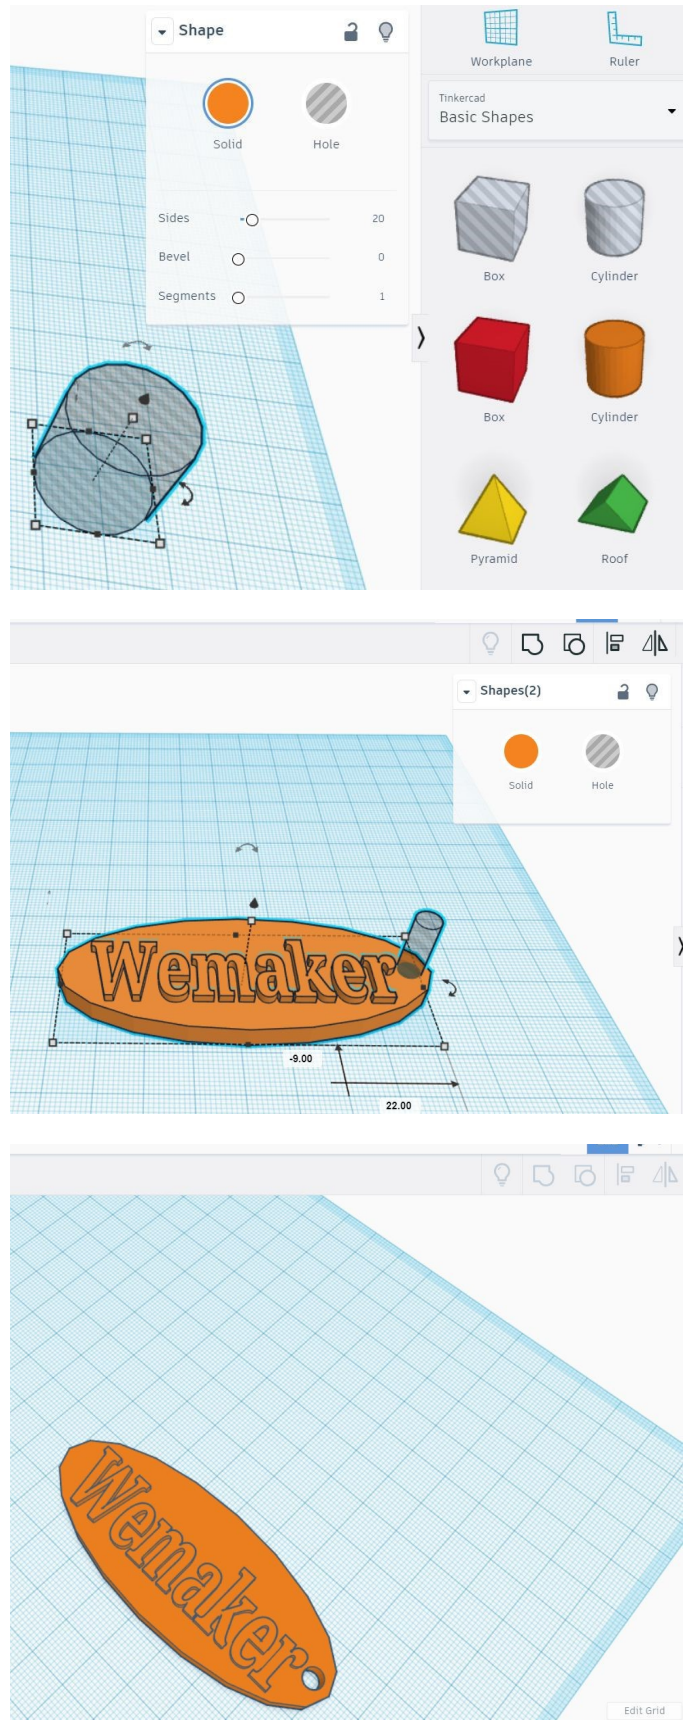 Shape
Workplane
Ruler
Tinkercad
Basic Shapes
Solid
Hole
Sides
20
Box
Cylinder
Bevel
0
Segments
1
Box
Cylinder
Pyramid
Roof
Shapes(2)
Solid
Hole
Wemaker
-9.00
22.00
Wemaker
Edit Grid